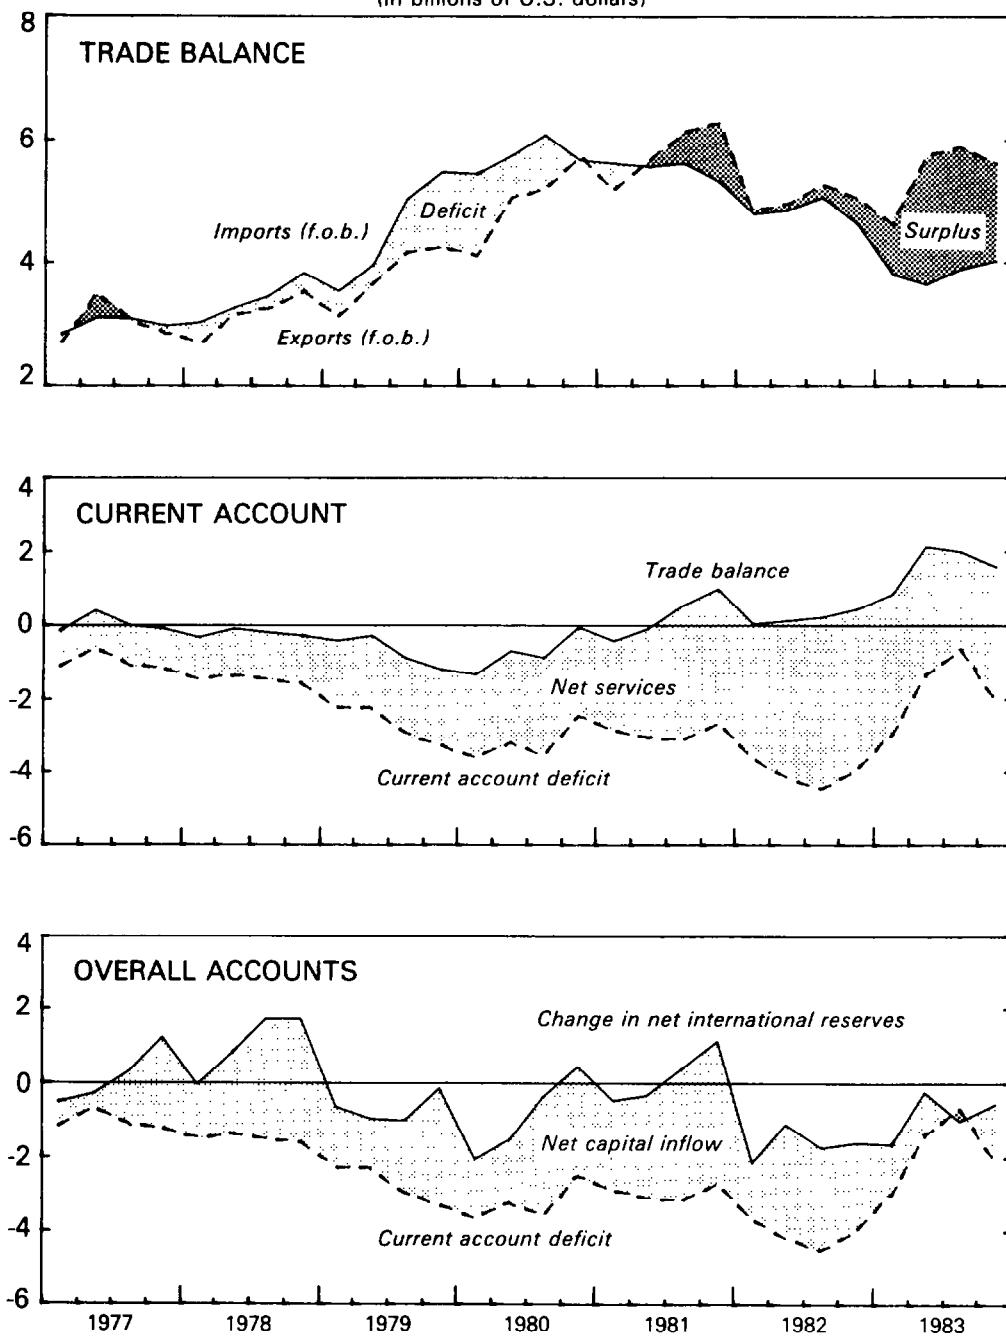 (in billions of U.S. dollars)
8
TRADE BALANCE
6
Deficit
Imports (f.o.b.)
Surplus
4
Exports (f.o.b.)
2
4
CURRENT ACCOUNT
2
Trade balance
0
Net services
-2
-4
Current account deficit
-6
4
OVERALL ACCOUNTS
2
Change in net international reserves
0
Net capital inflow
-2
-4
Current account deficit
-6
1977 1978 1979 1980 1981 1982 1983